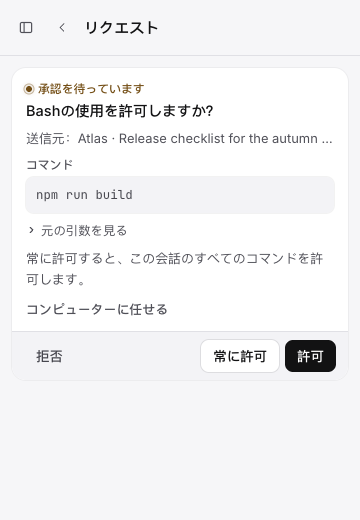 リクエスト
承認を待っています
Bashの使用を許可しますか?
送信元: Atlas · Release checklist for the autumn ...
コマンド
npm run build
元の引数を見る
常に許可すると、この会話のすべてのコマンドを許
可します。
コンピューターに任せる
拒否
常に許可
許可